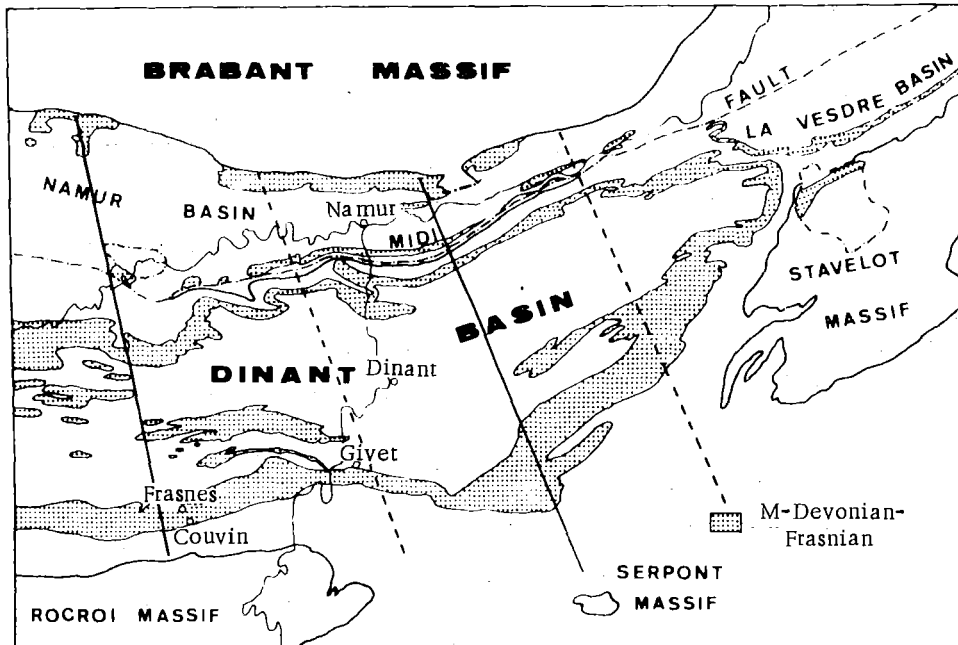 BRABANT MASSIF
FAULT
LA VESDRE BASIN
NAMUR
BASIN
Namur
MIDI
STAVELOT
MASSIF
BASIN
DINANT
Dinant
Givet
Frasnes
Couvin
M-Devonian-
Frasnian
SERPONT
MASSIF
ROCROI MASSIF